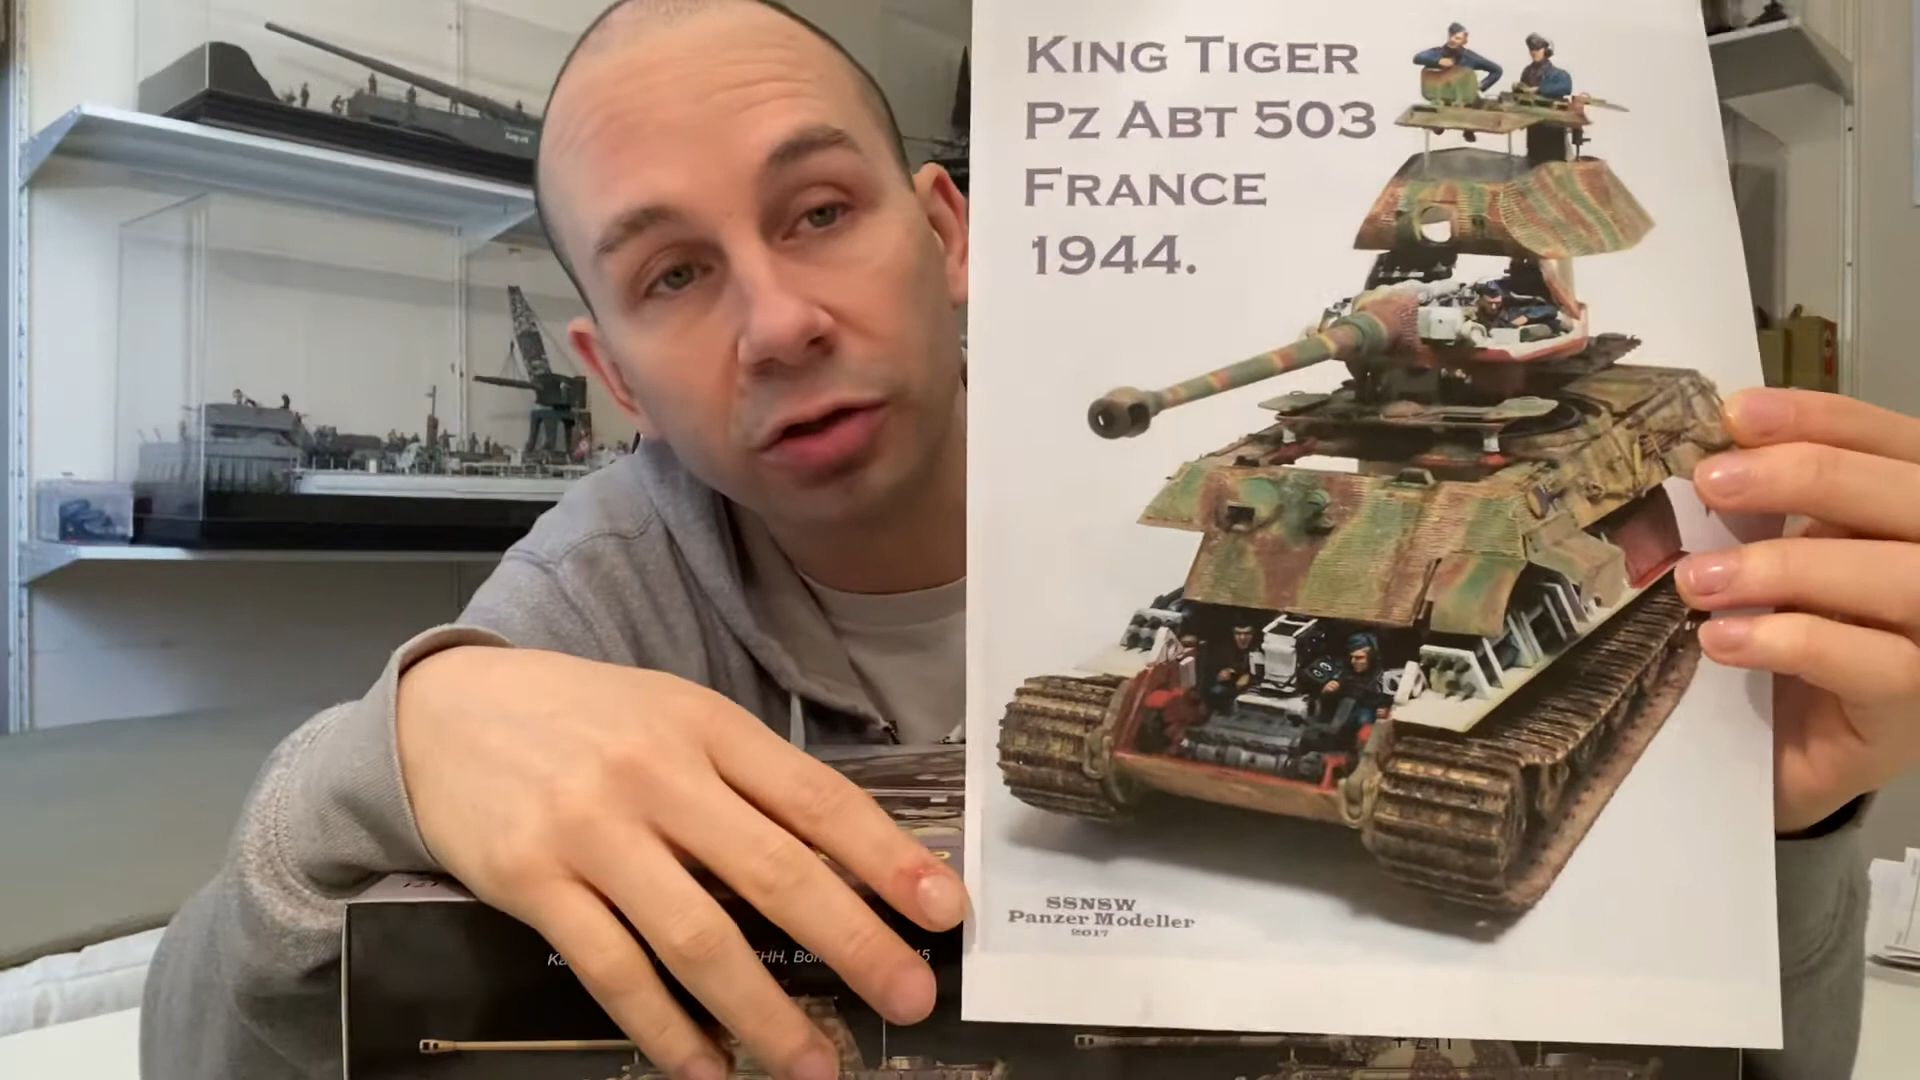 KING TIGER
PZ ABT 503
FRANCE
1944.
SSNSW
Panzer Modeller
2017